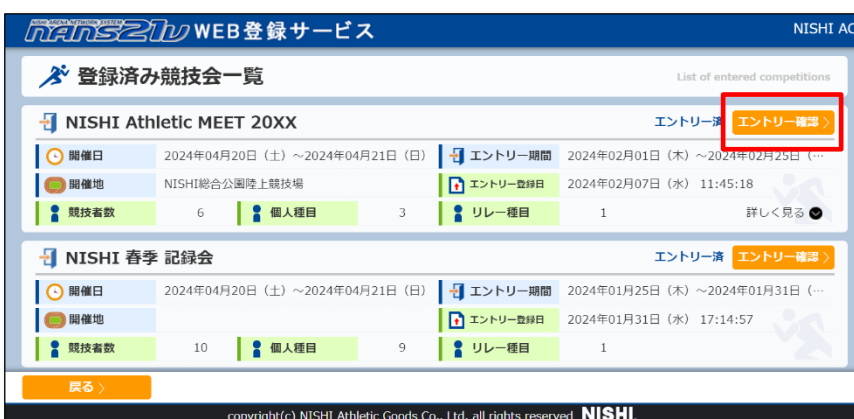 NISHI ARENA NETWORK SYSTEM
nans21V WEB登録サービス NISHI AC
登録済み競技会一覧 List of entered competitions
NISHI Athletic MEET 20XX エントリー済 エントリー確認 〉
開催日 2024年04月20日（土）～2024年04月21日（日） エントリー期間 2024年02月01日（木）～2024年02月25日（…
開催地 NISHI総合公園陸上競技場 エントリー登録日 2024年02月07日（水） 11:45:18
競技者数 6 個人種目 3 リレー種目 1 詳しく見る
NISHI 春季 記録会 エントリー済 エントリー確認 〉
開催日 2024年04月20日（土）～2024年04月21日（日） エントリー期間 2024年01月25日（木）～2024年01月31日（…
開催地 エントリー登録日 2024年01月31日（水） 17:14:57
競技者数 10 個人種目 9 リレー種目 1
戻る 〉
copyright(c) NISHI Athletic Goods Co., Ltd. all rights reserved NISHI.